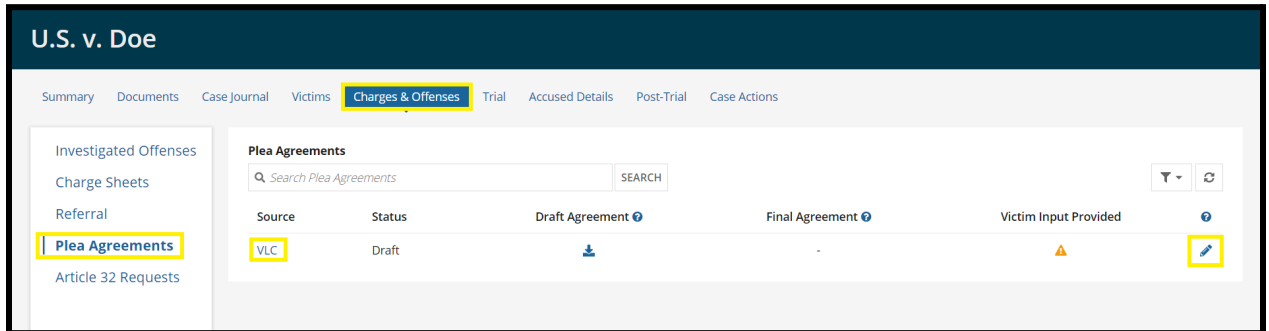 U.S. v. Doe
Summary Documents Case Journal Victims Charges & Offenses Trial Accused Details Post-Trial Case Actions
Investigated Offenses
Charge Sheets
Referral
Plea Agreements
Article 32 Requests
Plea Agreements
Search Plea Agreements SEARCH
Source Status Draft Agreement ? Final Agreement ? Victim Input Provided ?
VLC Draft -